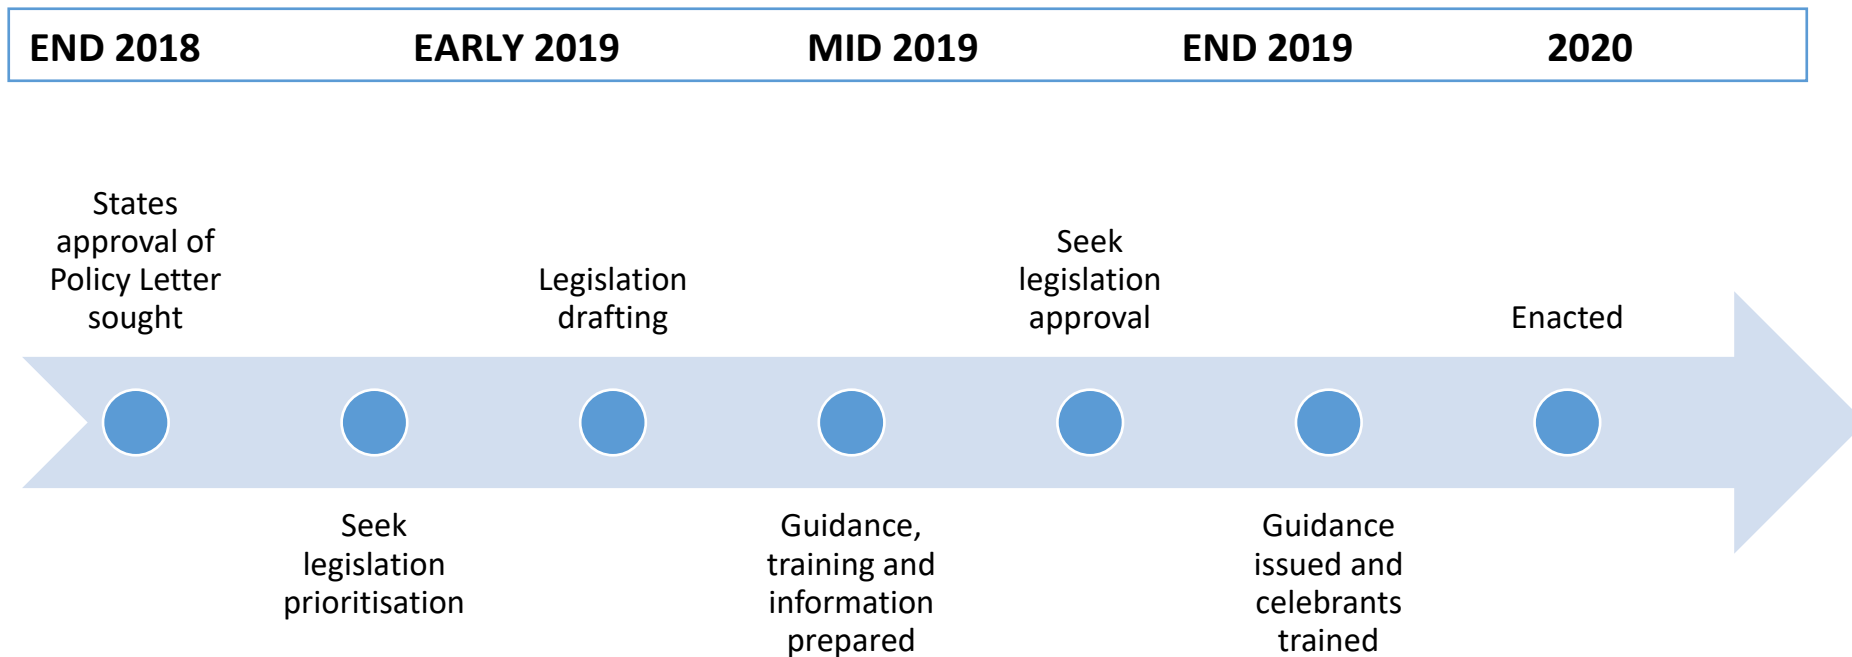 END 2018 EARLY 2019 MID 2019 END 2019 2020
States
approval of
Policy Letter
sought
Legislation
drafting
Seek
legislation
approval
Enacted
Seek
legislation
prioritisation
Guidance,
training and
information
prepared
Guidance
issued and
celebrants
trained